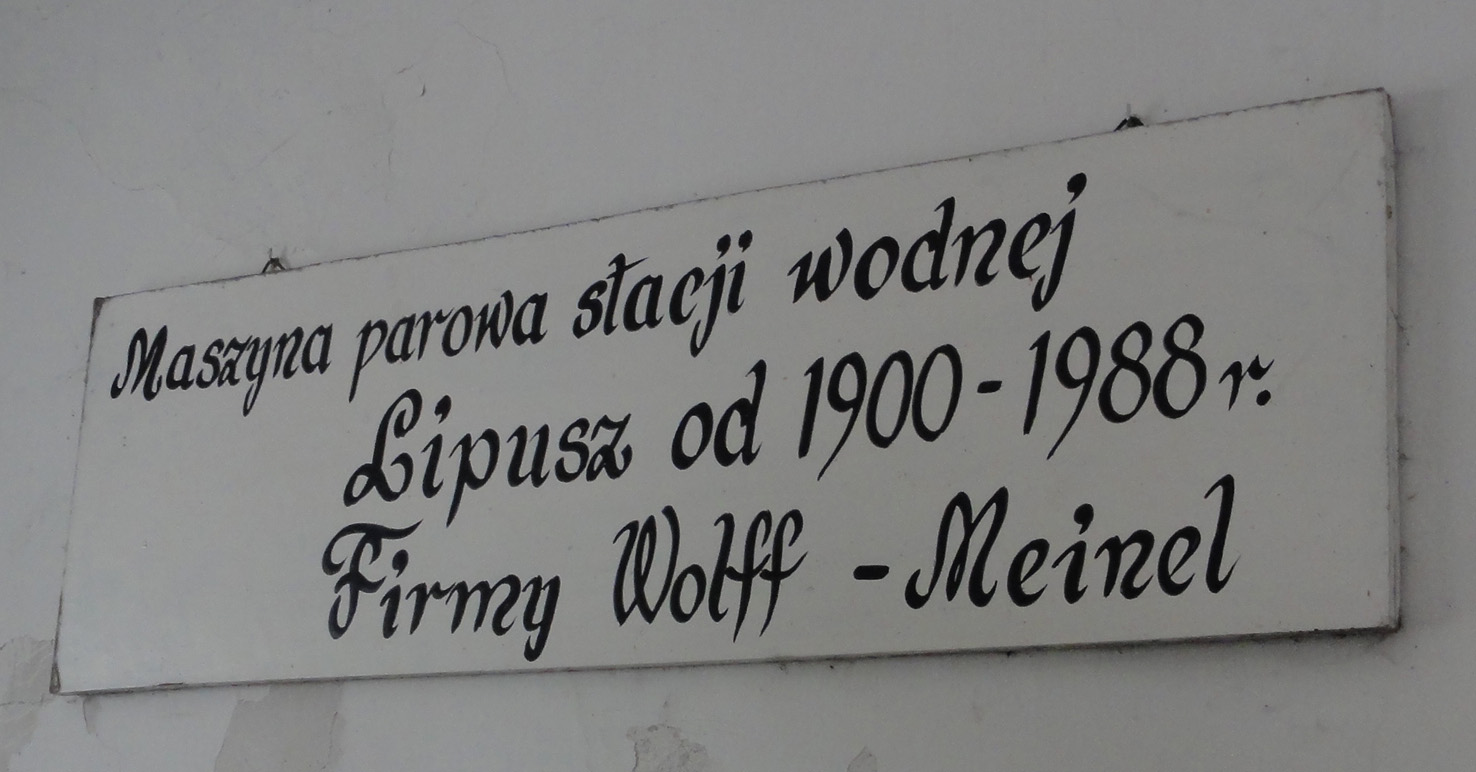 Maszyna parowa stacji wodnej
Lipusz od 1900 - 1988 r.
Firmy Wolff - Meinel